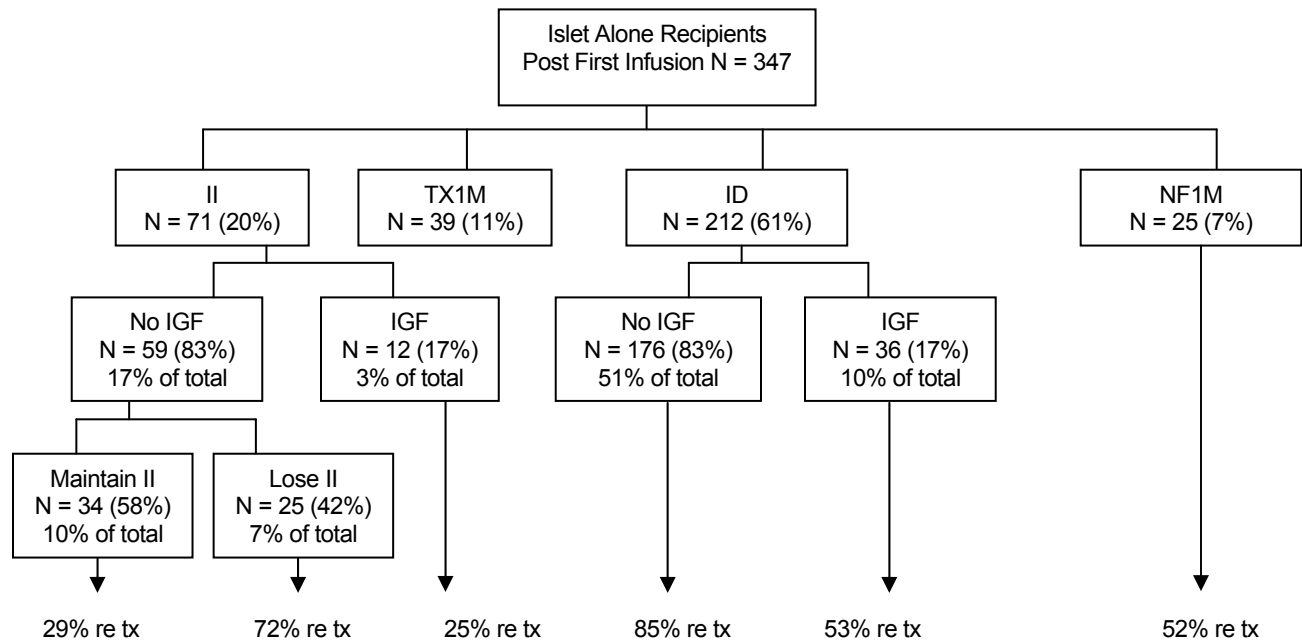 Islet Alone Recipients
Post First Infusion N = 347
II
N = 71 (20%)
TX1M
N = 39 (11%)
ID
N = 212 (61%)
NF1M
N = 25 (7%)
No IGF
N = 59 (83%)
17% of total
IGF
N = 12 (17%)
3% of total
No IGF
N = 176 (83%)
51% of total
IGF
N = 36 (17%)
10% of total
Maintain II
N = 34 (58%)
10% of total
Lose II
N = 25 (42%)
7% of total
29% re tx
72% re tx
25% re tx
85% re tx
53% re tx
52% re tx